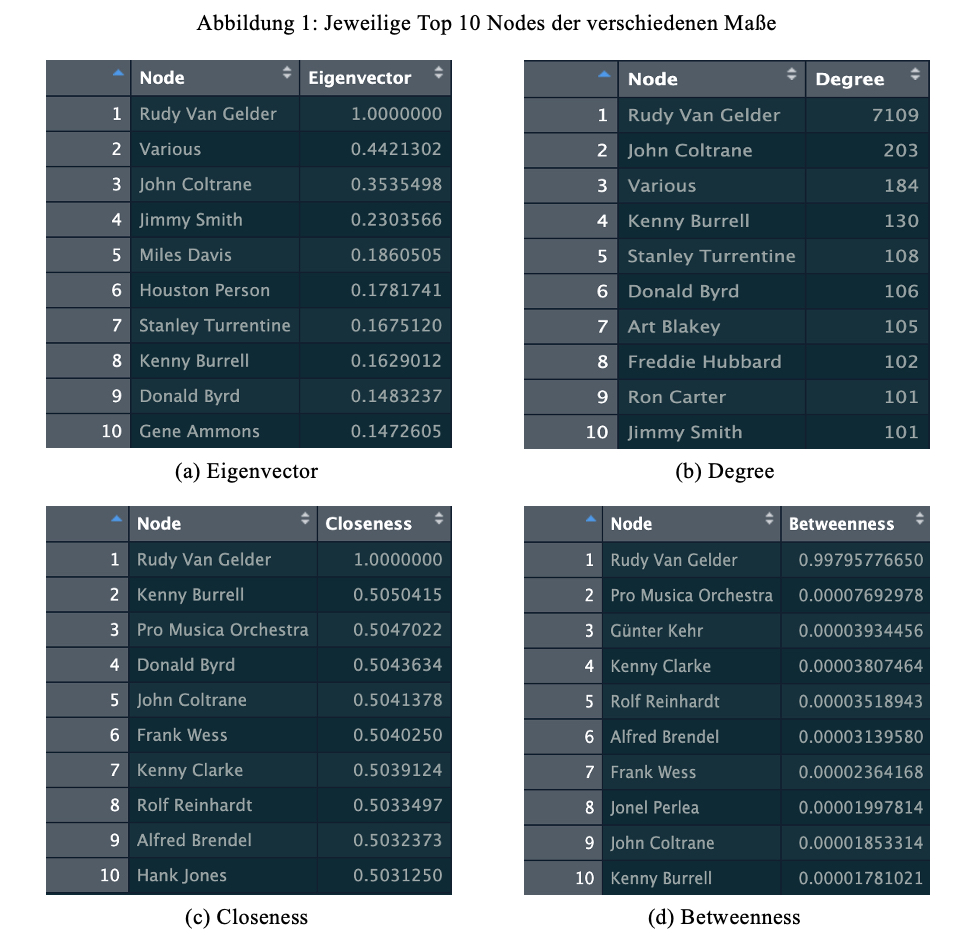 Abbildung 1: Jeweilige Top 10 Nodes der verschiedenen Maße
Node Eigenvector
1 Rudy Van Gelder 1.0000000
2 Various 0.4421302
3 John Coltrane 0.3535498
4 Jimmy Smith 0.2303566
5 Miles Davis 0.1860505
6 Houston Person 0.1781741
7 Stanley Turrentine 0.1675120
8 Kenny Burrell 0.1629012
9 Donald Byrd 0.1483237
10 Gene Ammons 0.1472605
(a) Eigenvector
Node Degree
1 Rudy Van Gelder 7109
2 John Coltrane 203
3 Various 184
4 Kenny Burrell 130
5 Stanley Turrentine 108
6 Donald Byrd 106
7 Art Blakey 105
8 Freddie Hubbard 102
9 Ron Carter 101
10 Jimmy Smith 101
(b) Degree
Node Closeness
1 Rudy Van Gelder 1.0000000
2 Kenny Burrell 0.5050415
3 Pro Musica Orchestra 0.5047022
4 Donald Byrd 0.5043634
5 John Coltrane 0.5041378
6 Frank Wess 0.5040250
7 Kenny Clarke 0.5039124
8 Rolf Reinhardt 0.5033497
9 Alfred Brendel 0.5032373
10 Hank Jones 0.5031250
(c) Closeness
Node Betweenness
1 Rudy Van Gelder 0.99795776650
2 Pro Musica Orchestra 0.00007692978
3 Günter Kehr 0.00003934456
4 Kenny Clarke 0.00003807464
5 Rolf Reinhardt 0.00003518943
6 Alfred Brendel 0.00003139580
7 Frank Wess 0.00002364168
8 Jonel Perlea 0.00001997814
9 John Coltrane 0.00001853314
10 Kenny Burrell 0.00001781021
(d) Betweenness